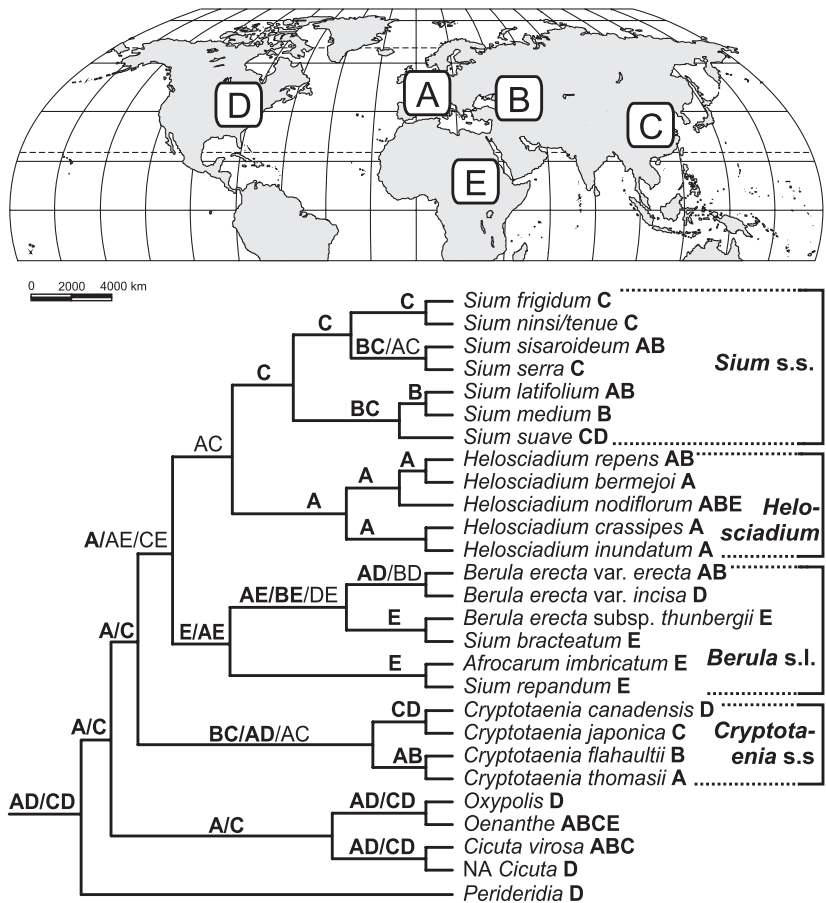 D
A
B
C
E
0 2000 4000 km
C
Sium frigidum C
C
Sium ninsi/tenue C
BC/AC
Sium sisaroideum AB
Sium serra C
Sium s.s.
C
B
Sium latifolium AB
BC
Sium medium B
Sium suave CD
AC
A
Helosciadium repens AB
A
Helosciadium bermejoi A
A
Helosciadium nodiflorum ABE
Helo-
A
Helosciadium crassipes A
sciadium
Helosciadium inundatum A
A/AE/CE
AD/BD
Berula erecta var. erecta AB
AE/BE/DE
Berula erecta var. incisa D
E
Berula erecta subsp. thunbergii E
A/C
E/AE
Sium bracteatum E
Berula s.l.
E
Afrocarum imbricatum E
Sium repandum E
CD
Cryptotaenia canadensis D
A/C
BC/AD/AC
Cryptotaenia japonica C
Cryptota-
AB
Cryptotaenia flahaultii B
enia s.s
Cryptotaenia thomasii A
AD/CD
AD/CD
Oxypolis D
A/C
Oenanthe ABCE
AD/CD
Cicuta virosa ABC
NA Cicuta D
Perideridia D